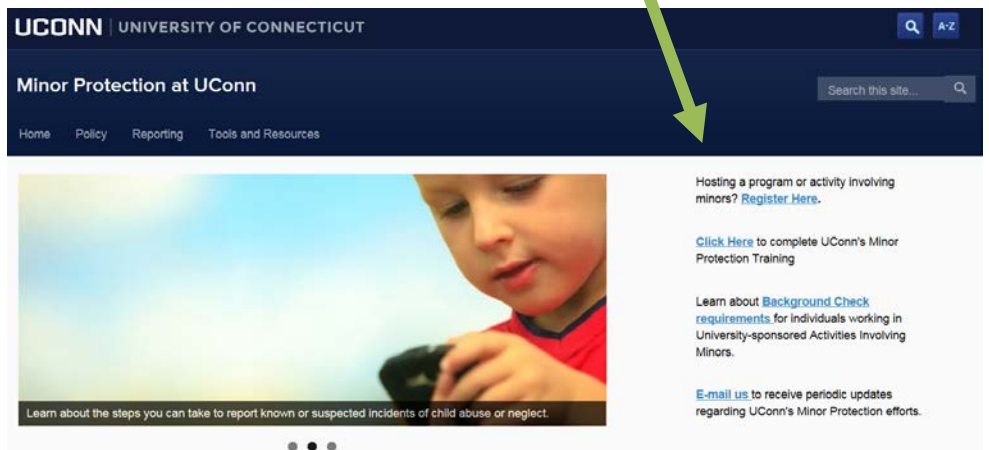 UCONN UNIVERSITY OF CONNECTICUT
A-Z
Minor Protection at UConn
Search this site...
Home Policy Reporting Tools and Resources
Hosting a program or activity involving
minors? Register Here.
Click Here to complete UConn's Minor
Protection Training
Learn about Background Check
requirements for individuals working in
University-sponsored Activities Involving
Minors.
E-mail us to receive periodic updates
regarding UConn's Minor Protection efforts.
Learn about the steps you can take to report known or suspected incidents of child abuse or neglect.